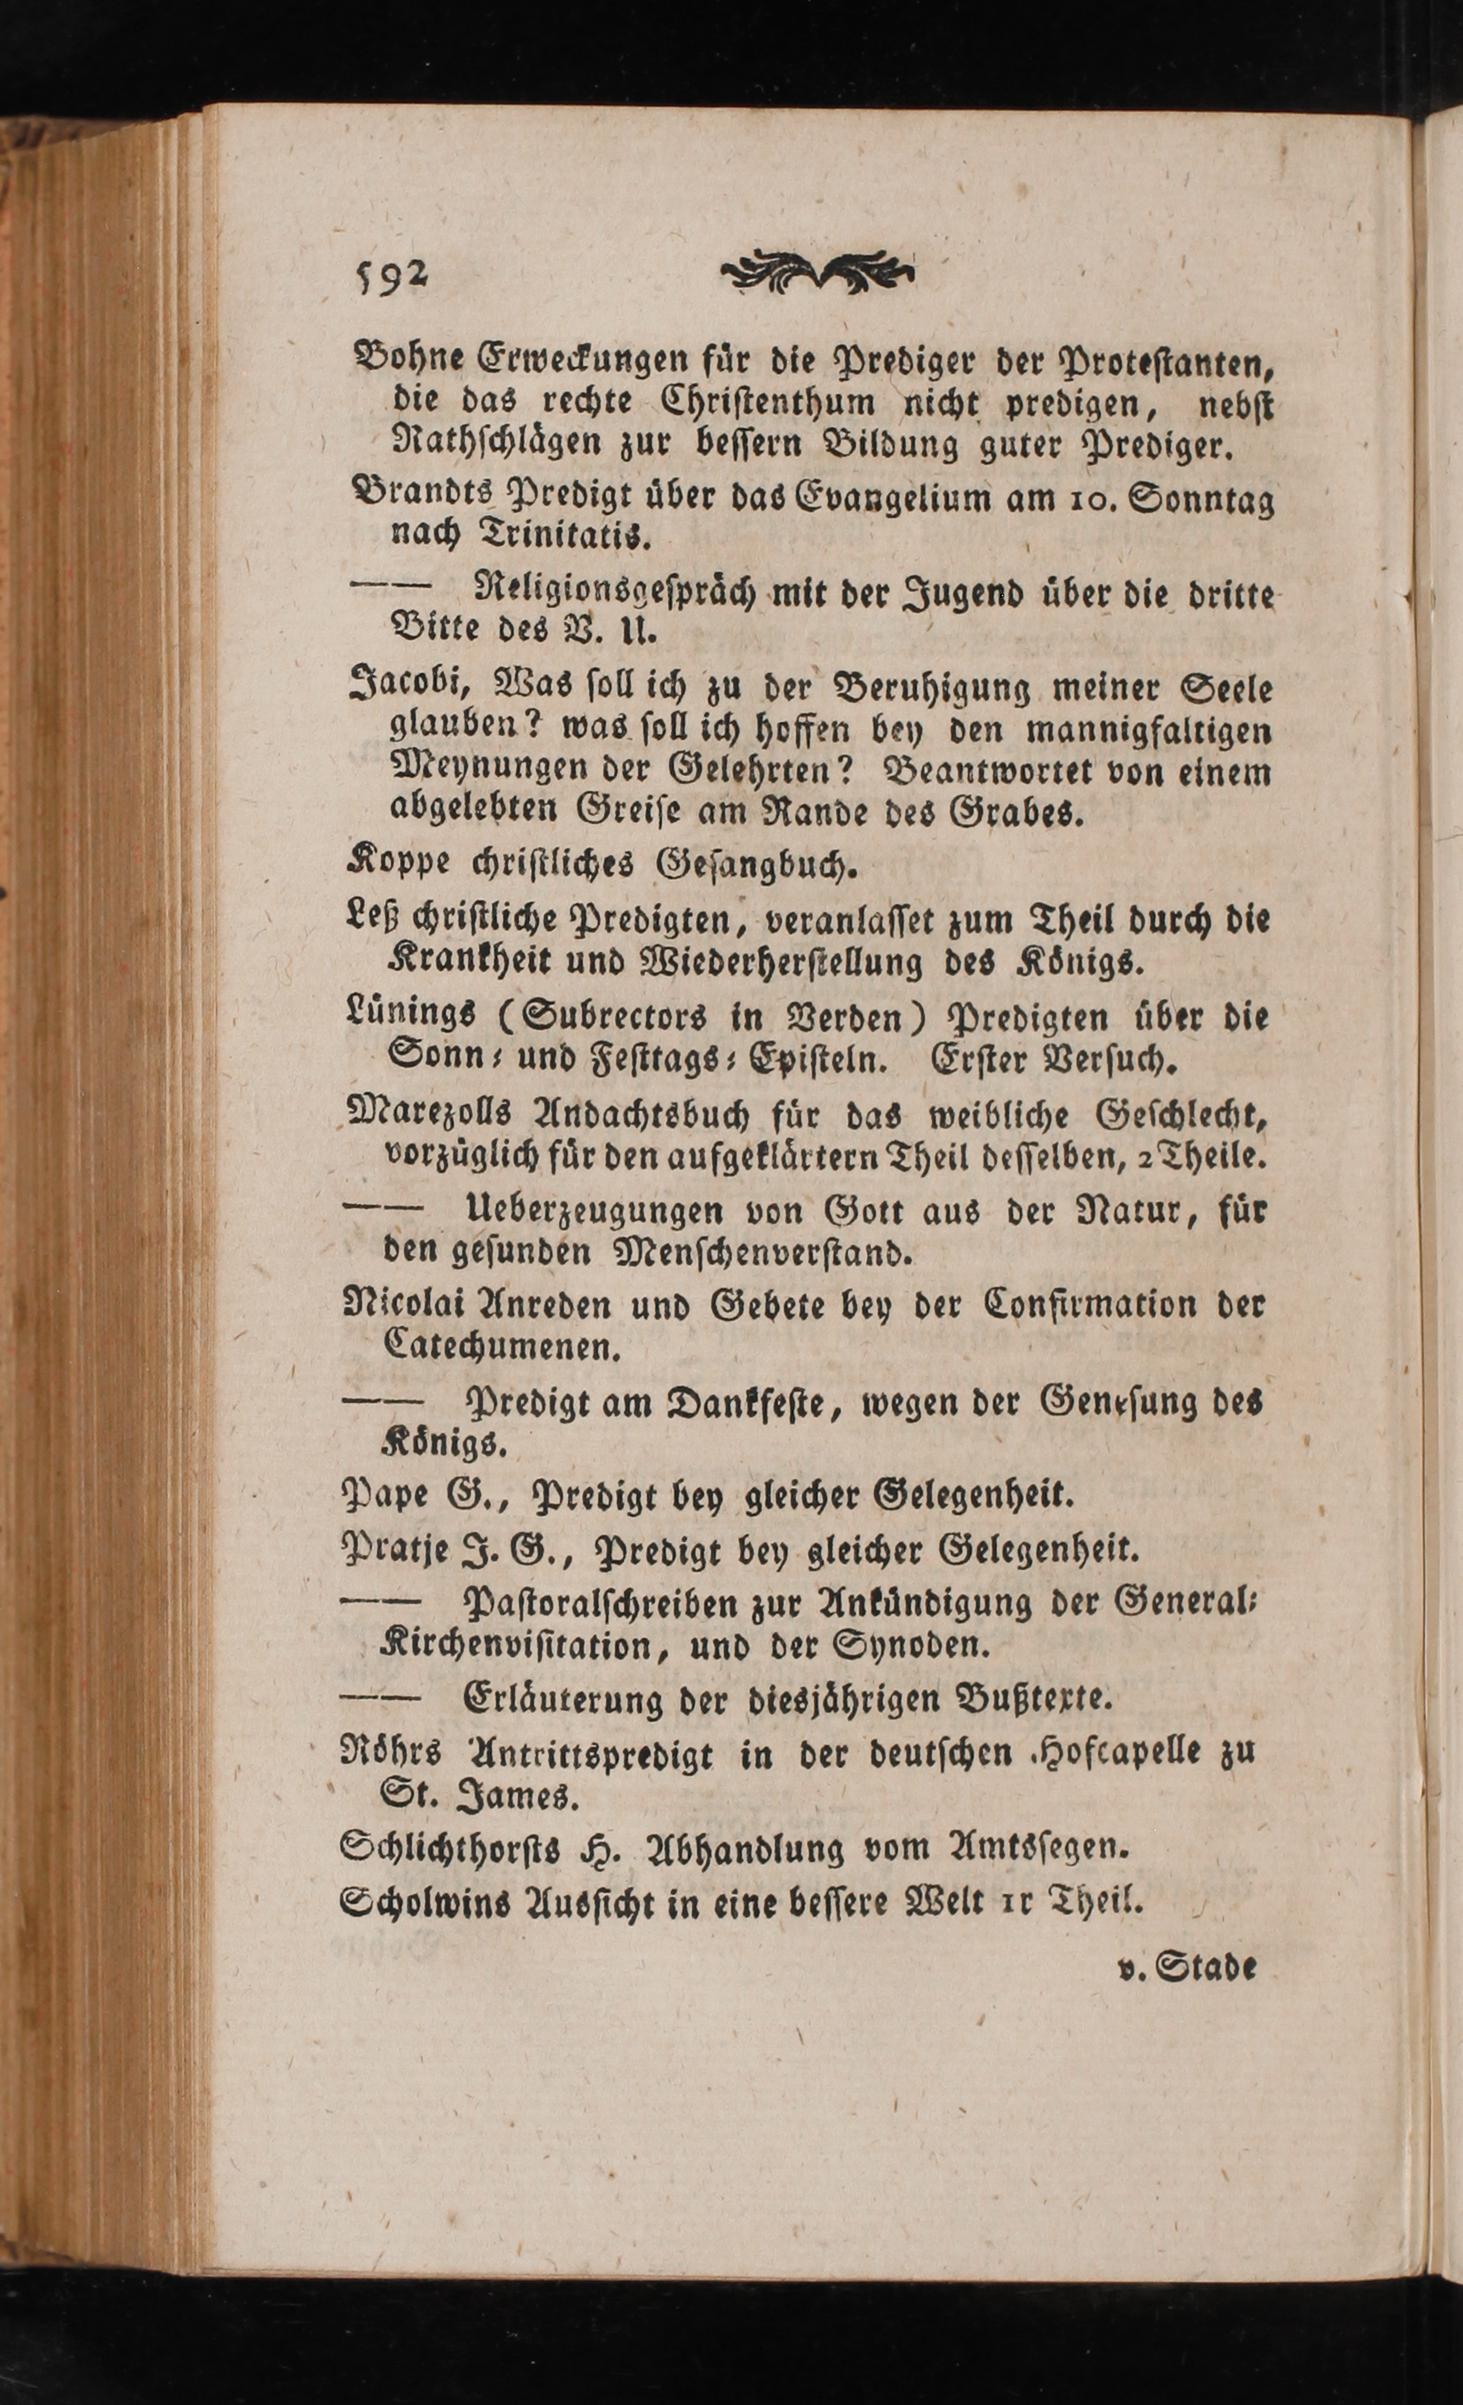 592
Bohne Erweckungen für die Prediger der Protestanten,
die das rechte Christenthum nicht predigen, nebst
Rathschlägen zur bessern Bildung guter Prediger.
Brandts Predigt über das Evangelium am 10. Sonntag
nach Trinitatis.
—— Religionsgespräch mit der Jugend über die dritte
Bitte des V. U.
Jacobi, Was soll ich zu der Beruhigung meiner Seele
glauben? was soll ich hoffen bey den mannigfaltigen
Meynungen der Gelehrten? Beantwortet von einem
abgelebten Greise am Rande des Grabes.
Koppe christliches Gesangbuch.
Leß christliche Predigten, veranlasset zum Theil durch die
Krankheit und Wiederherstellung des Königs.
Lünings (Subrectors in Verden) Predigten über die
Sonn- und Festtags-Episteln. Erster Versuch.
Marezolls Andachtsbuch für das weibliche Geschlecht,
vorzüglich für den aufgeklärtern Theil desselben, 2 Theile.
—— Ueberzeugungen von Gott aus der Natur, für
den gesunden Menschenverstand.
Nicolai Anreden und Gebete bey der Confirmation der
Catechumenen.
—— Predigt am Dankfeste, wegen der Genesung des
Königs.
Pape G., Predigt bey gleicher Gelegenheit.
Pratje J. G., Predigt bey gleicher Gelegenheit.
—— Pastoralschreiben zur Ankündigung der General-
Kirchenvisitation, und der Synoden.
—— Erläuterung der diesjährigen Bußtexte.
Röhrs Antrittspredigt in der deutschen Hofcapelle zu
St. James.
Schlichthorsts H. Abhandlung vom Amtssegen.
Scholwins Aussicht in eine bessere Welt 1r Theil.
v. Stade